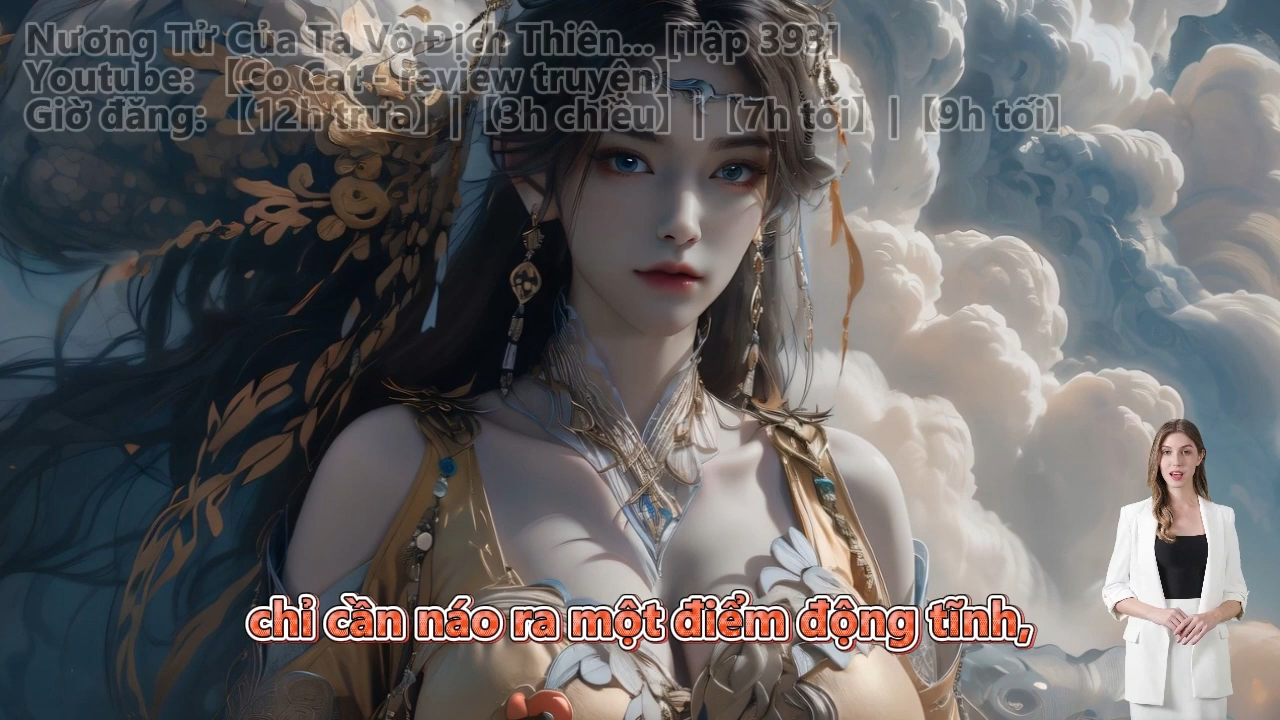 Nương Tử Của Ta Vô Địch Thiên... [Tập 393]
Youtube: [Co Cat - Review truyện]
Giờ đăng: [12h trưa] | [3h chiều] | [7h tối] | [9h tối]
chỉ cần náo ra một điểm động tĩnh,